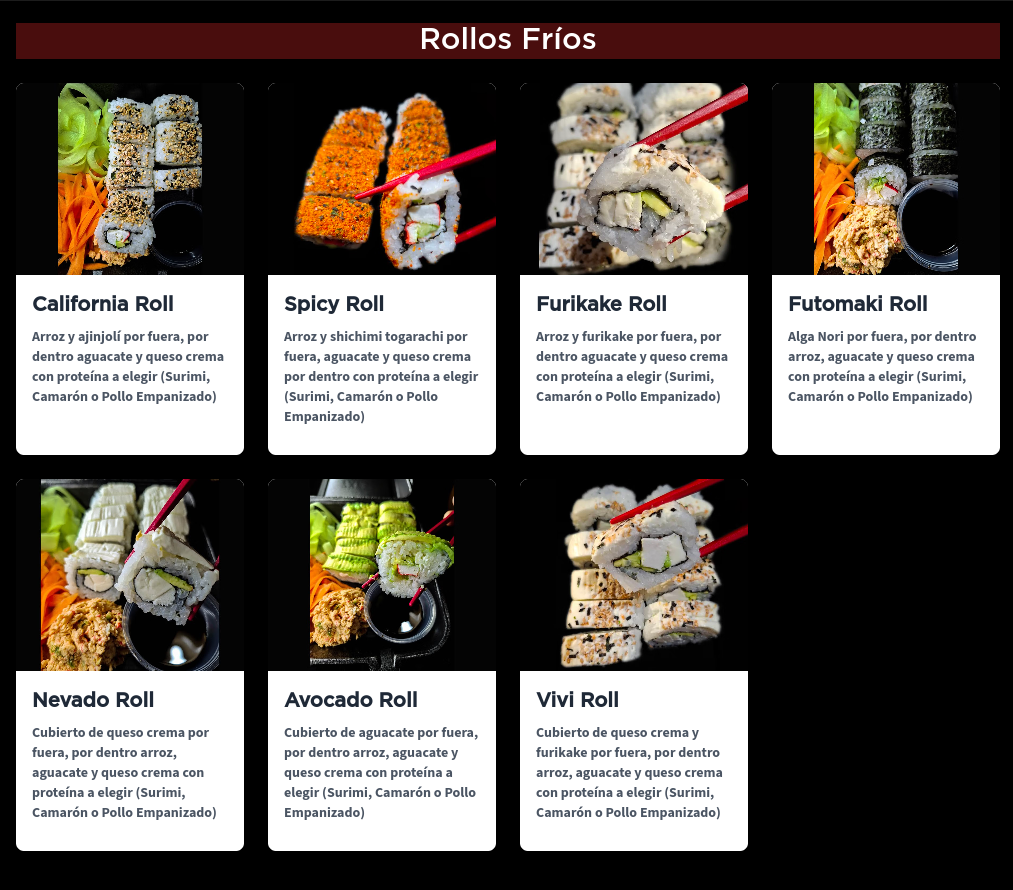 Rollos Fríos
California Roll
Arroz y ajinjolí por fuera, por
dentro aguacate y queso crema
con proteína a elegir (Surimi,
Camarón o Pollo Empanizado)
Spicy Roll
Arroz y shichimi togarachi por
fuera, aguacate y queso crema
por dentro con proteína a elegir
(Surimi, Camarón o Pollo
Empanizado)
Furikake Roll
Arroz y furikake por fuera, por
dentro aguacate y queso crema
con proteína a elegir (Surimi,
Camarón o Pollo Empanizado)
Futomaki Roll
Alga Nori por fuera, por dentro
arroz, aguacate y queso crema
con proteína a elegir (Surimi,
Camarón o Pollo Empanizado)
Nevado Roll
Cubierto de queso crema por
fuera, por dentro arroz,
aguacate y queso crema con
proteína a elegir (Surimi,
Camarón o Pollo Empanizado)
Avocado Roll
Cubierto de aguacate por fuera,
por dentro arroz, aguacate y
queso crema con proteína a
elegir (Surimi, Camarón o Pollo
Empanizado)
Vivi Roll
Cubierto de queso crema y
furikake por fuera, por dentro
arroz, aguacate y queso crema
con proteína a elegir (Surimi,
Camarón o Pollo Empanizado)